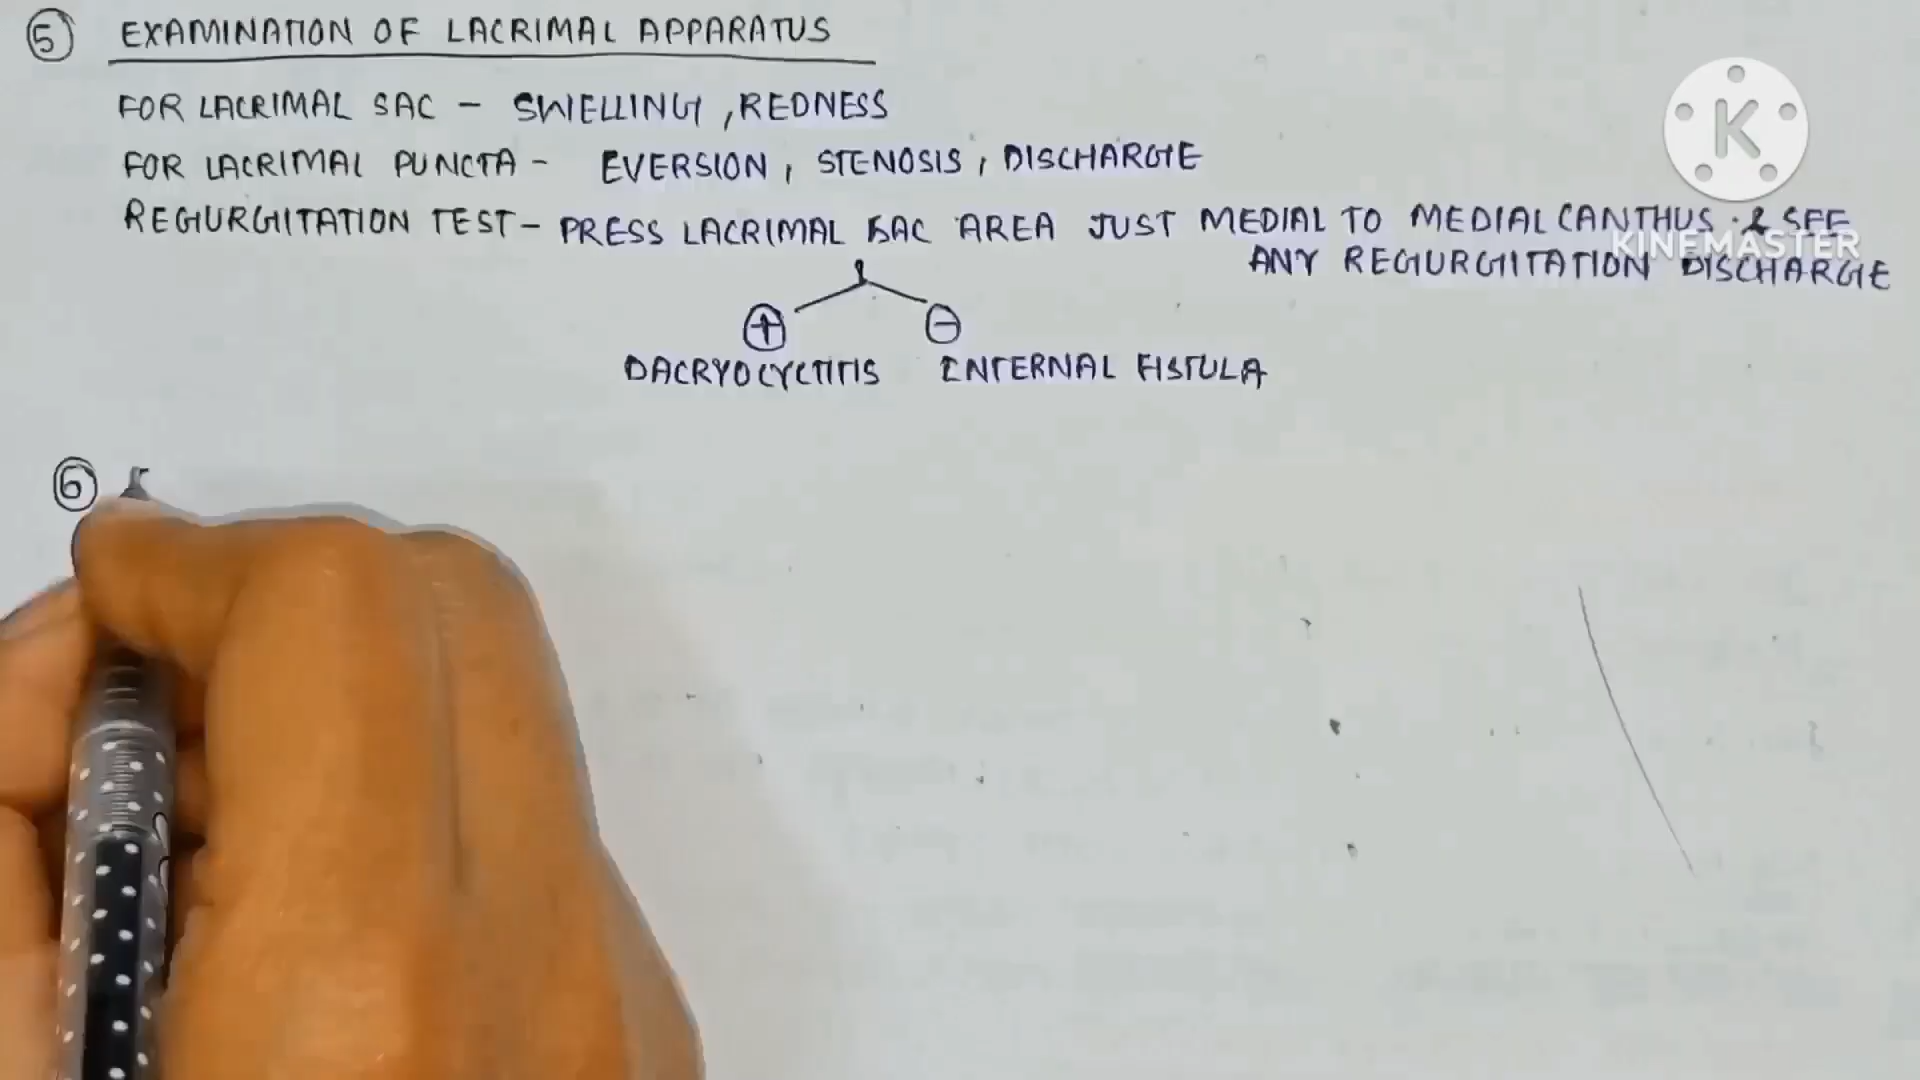 5 EXAMINATION OF LACRIMAL APPARATUS
FOR LACRIMAL SAC - SWELLING, REDNESS
FOR LACRIMAL PUNCTA - EVERSION, STENOSIS, DISCHARGE
REGURGITATION TEST - PRESS LACRIMAL SAC AREA JUST MEDIAL TO MEDIAL CANTHUS & SEE
ANY REGURGITATION DISCHARGE
+ -
DACRYOCYCTITIS INTERNAL FISTULA
6
K
KINEMASTER